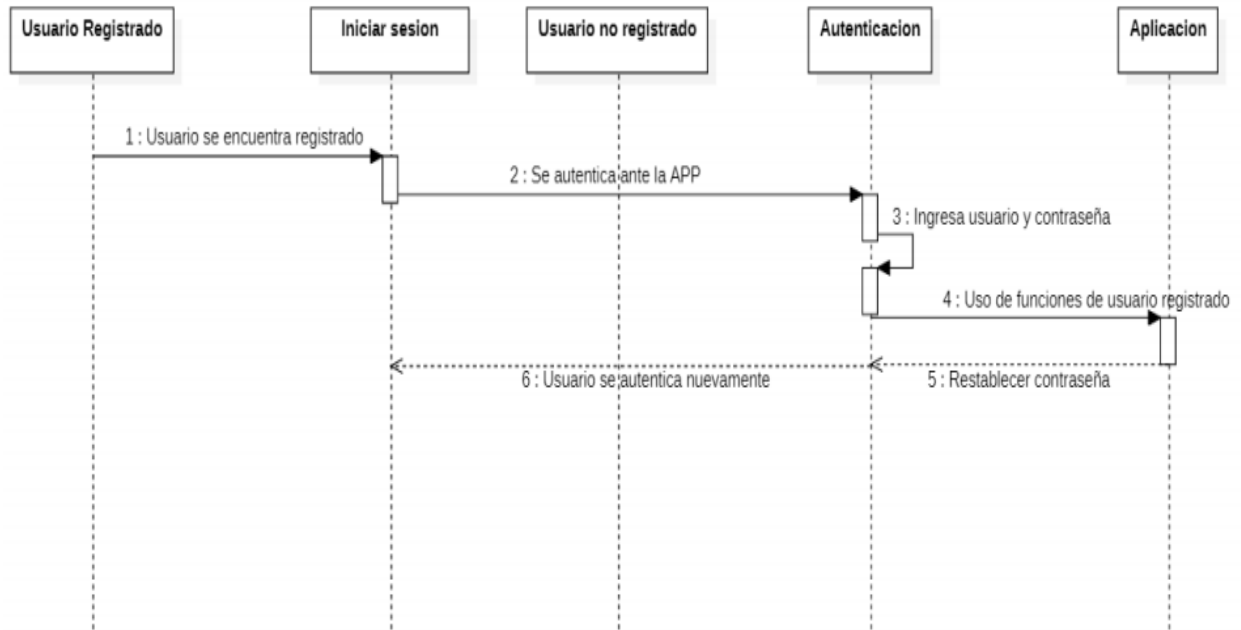 Usuario Registrado
Iniciar sesion
Usuario no registrado
Autenticacion
Aplicacion
1 : Usuario se encuentra registrado
2 : Se autentica ante la APP
3 : Ingresa usuario y contraseña
4 : Uso de funciones de usuario registrado
6 : Usuario se autentica nuevamente
5 : Restablecer contraseña